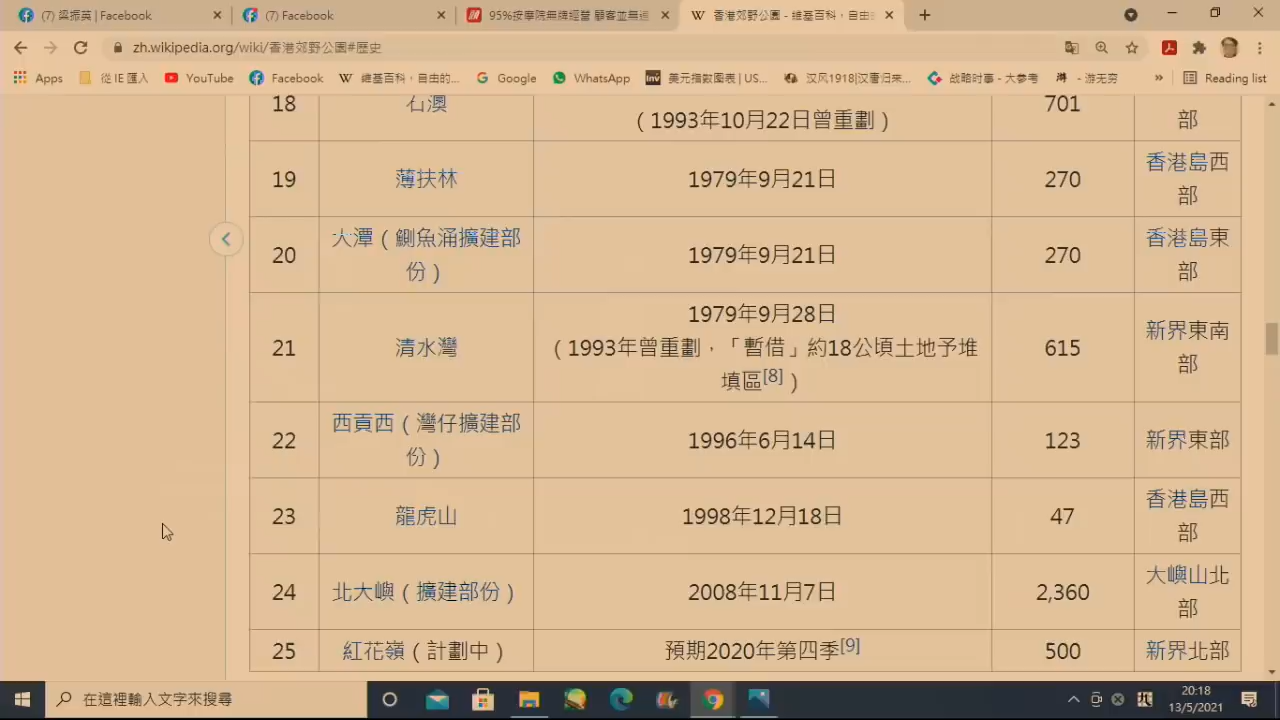 (7) 梁振英 | Facebook
(7) Facebook
95%按摩院無牌經營 顧客並無
香港郊野公園 - 維基百科，自由
zh.wikipedia.org/wiki/香港郊野公園#歷史
Apps
從 IE 匯入
YouTube
Facebook
維基百科，自由的...
Google
WhatsApp
美元指數圖表 | US...
汉风1918|汉春归来...
战略时事 - 大参考
- 游无穷
»
Reading list
18 石澳 （1993年10月22日曾重劃） 701 部
19 薄扶林 1979年9月21日 270 香港島西部
20 大潭（鰂魚涌擴建部份） 1979年9月21日 270 香港島東部
21 清水灣 1979年9月28日 （1993年曾重劃，「暫借」約18公頃土地予堆填區[8]） 615 新界東南部
22 西貢西（灣仔擴建部份） 1996年6月14日 123 新界東部
23 龍虎山 1998年12月18日 47 香港島西部
24 北大嶼（擴建部份） 2008年11月7日 2,360 大嶼山北部
25 紅花嶺（計劃中） 預期2020年第四季[9] 500 新界北部
在這裡輸入文字來搜尋
20:18
13/5/2021